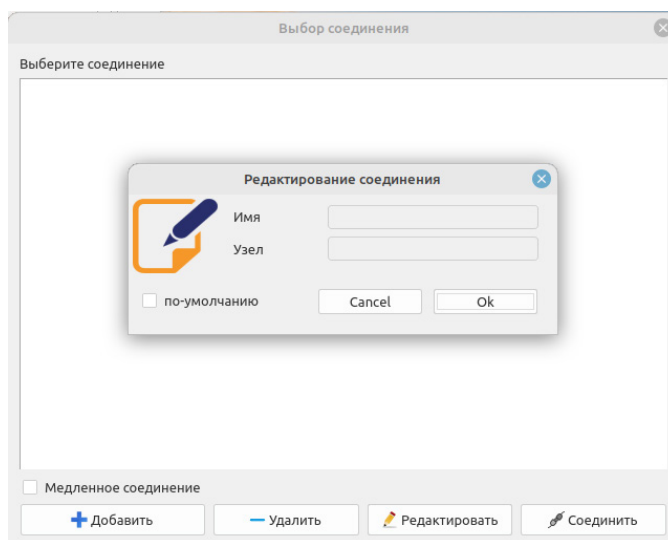 Выбор соединения
Выберите соединение
Редактирование соединения
Имя
Узел
по-умолчанию
Cancel
Ok
Медленное соединение
Добавить
Удалить
Редактировать
Соединить